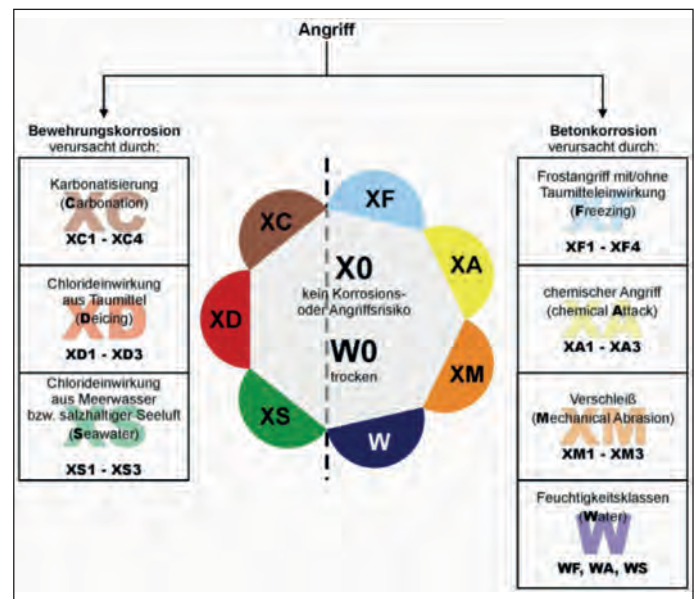 Angriff
Bewehrungskorrosion
verursacht durch:
XC
Karbonatisierung
(Carbonation)
XC1 - XC4
XD
Chlorideinwirkung
aus Taumittel
(Deicing)
XD1 - XD3
XS
Chlorideinwirkung
aus Meerwasser
bzw. salzhaltiger Seeluft
(Seawater)
XS1 - XS3
XC
XF
XD
XA
XS
XM
W
X0
kein Korrosions-
oder Angriffsrisiko
W0
trocken
Betonkorrosion
verursacht durch:
XF
Frostangriff mit/ohne
Taumitteleinwirkung
(Freezing)
XF1 - XF4
XA
chemischer Angriff
(chemical Attack)
XA1 - XA3
XM
Verschleiß
(Mechanical Abrasion)
XM1 - XM3
Feuchtigkeitsklassen
(Water)
W
WF, WA, WS